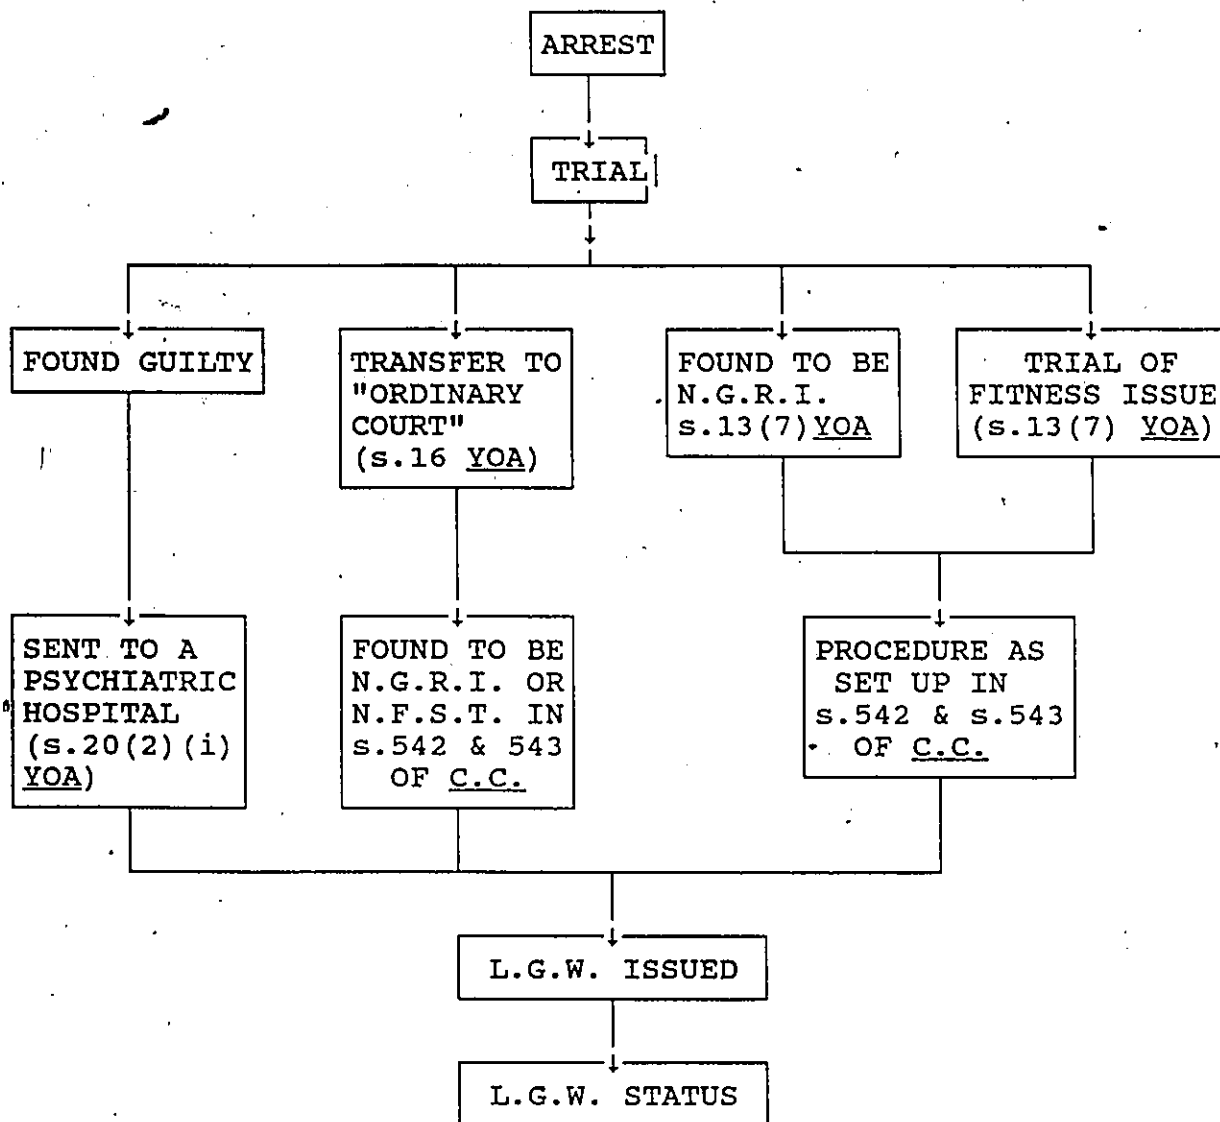 ARREST
TRIAL
FOUND GUILTY
TRANSFER TO
"ORDINARY
COURT"
(s.16 YOA)
FOUND TO BE
N.G.R.I.
s.13(7) YOA
TRIAL OF
FITNESS ISSUE
(s.13(7) YOA)
SENT TO A
PSYCHIATRIC
HOSPITAL
(s.20(2)(i)
YOA)
FOUND TO BE
N.G.R.I. OR
N.F.S.T. IN
s.542 & 543
OF C.C.
PROCEDURE AS
SET UP IN
s.542 & s.543
OF C.C.
L.G.W. ISSUED
L.G.W. STATUS